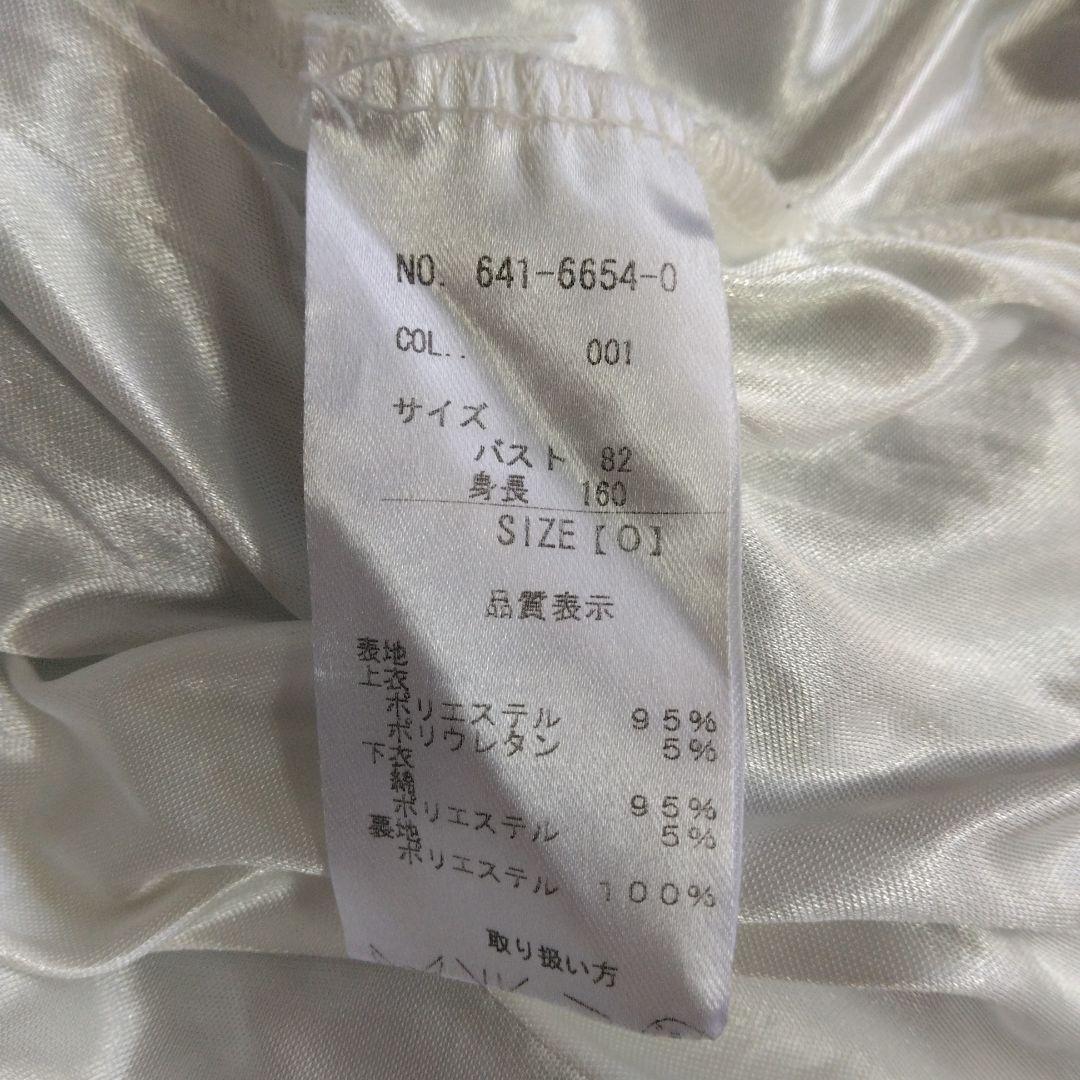 NO. 641-6654-0
COL.. 001
サイズ
バスト 82
身長 160
SIZE【O】
品質表示
表地
上衣
ポリエステル 95%
ポリウレタン 5%
下衣
綿 95%
ポリエステル 5%
裏地
ポリエステル 100%
取り扱い方